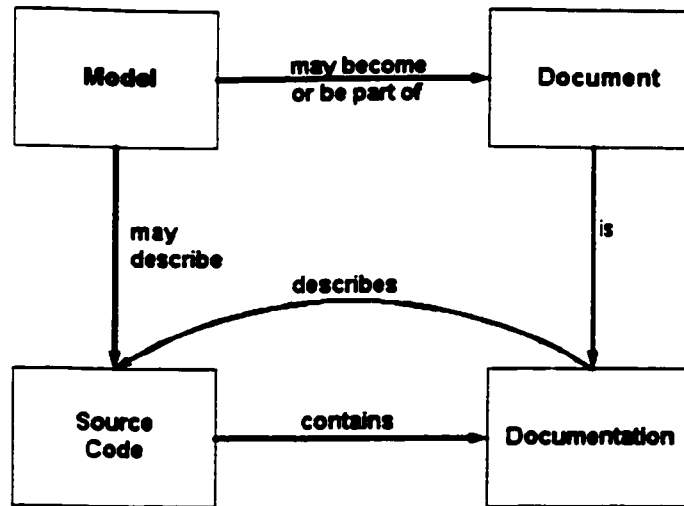 Model
may become
or be part of
Document
may
describe
is
describes
Source
Code
contains
Documentation